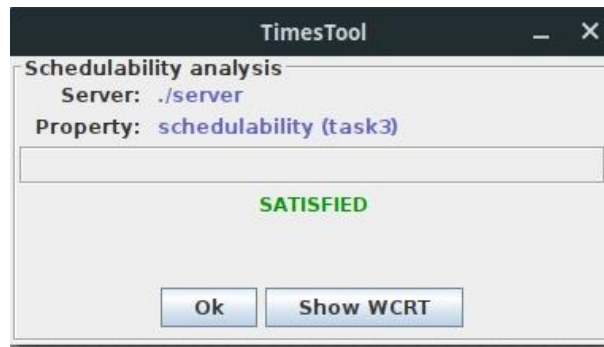 TimesTool
Schedulability analysis
Server: ./server
Property: schedulability (task3)
SATISFIED
Ok Show WCRT